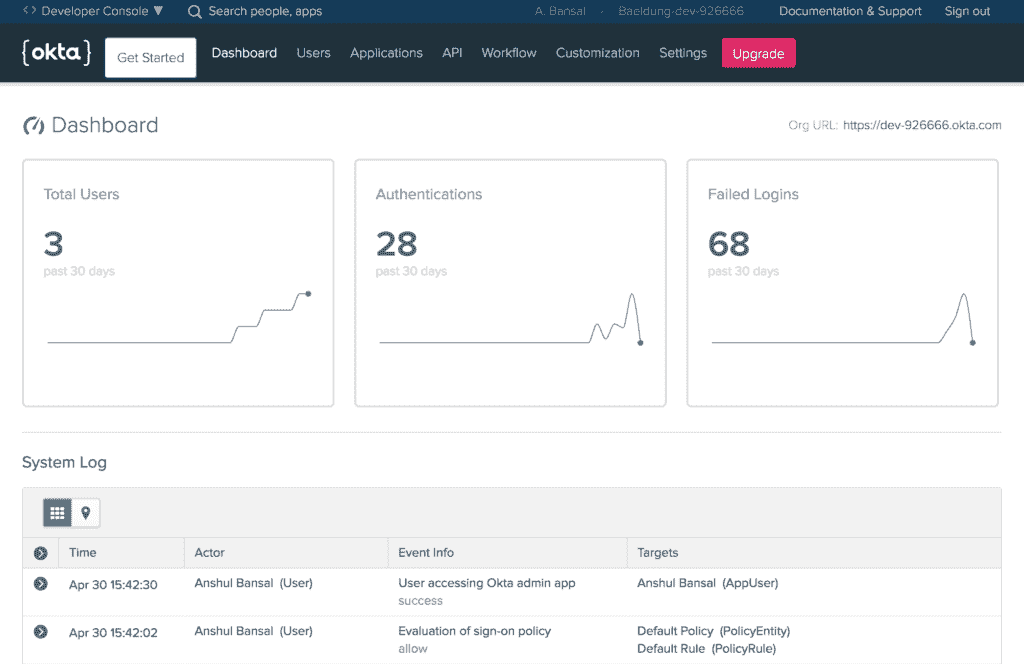 <> Developer Console ▼ Search people, apps A. Bansal · Baeldung-dev-926666 Documentation & Support Sign out
{okta} Get Started Dashboard Users Applications API Workflow Customization Settings Upgrade
Dashboard Org URL: https://dev-926666.okta.com
Total Users Authentications Failed Logins
3 28 68
past 30 days past 30 days past 30 days
System Log
Time Actor Event Info Targets
Apr 30 15:42:30 Anshul Bansal (User) User accessing Okta admin app Anshul Bansal (AppUser)
success
Apr 30 15:42:02 Anshul Bansal (User) Evaluation of sign-on policy Default Policy (PolicyEntity)
allow Default Rule (PolicyRule)